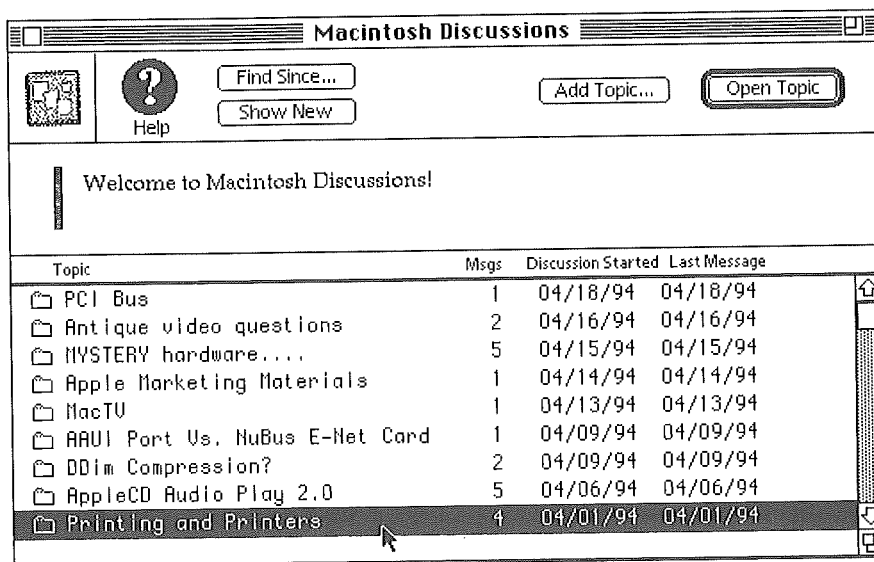 Macintosh Discussions
?
Help
Find Since...
Show New
Add Topic...
Open Topic
Welcome to Macintosh Discussions!
Topic Msgs Discussion Started Last Message
PCI Bus 1 04/18/94 04/18/94
Antique video questions 2 04/16/94 04/16/94
MYSTERY hardware.... 5 04/15/94 04/15/94
Apple Marketing Materials 1 04/14/94 04/14/94
MacTV 1 04/13/94 04/13/94
AAUI Port Vs. NuBus E-Net Card 1 04/09/94 04/09/94
DDim Compression? 2 04/09/94 04/09/94
AppleCD Audio Play 2.0 5 04/06/94 04/06/94
Printing and Printers 4 04/01/94 04/01/94